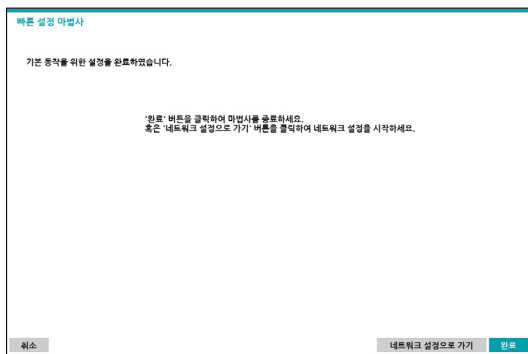 빠른 설정 마법사
기본 동작을 위한 설정을 완료하였습니다.
'완료' 버튼을 클릭하여 마법사를 종료하세요.
혹은 '네트워크 설정으로 가기' 버튼을 클릭하여 네트워크 설정을 시작하세요.
취소 네트워크 설정으로 가기 완료